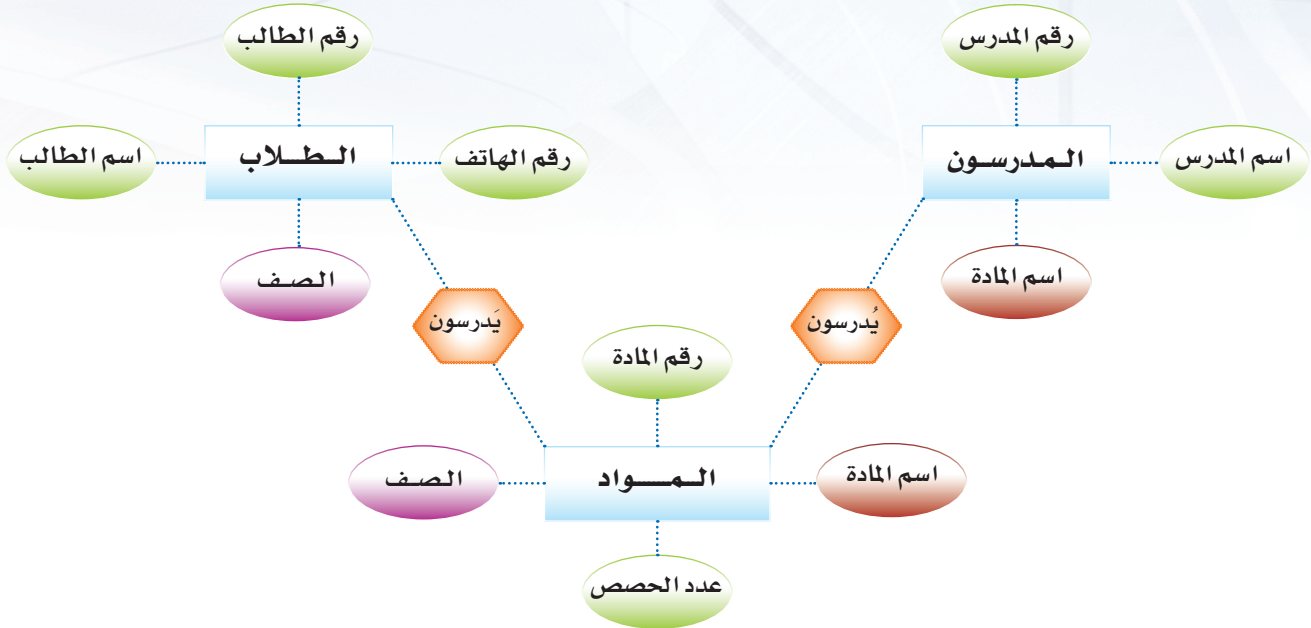 رقم المدرس
رقم الطالب
المدرسون
اسم المدرس
الطلاب
اسم الطالب
رقم الهاتف
اسم المادة
الصف
يُدرسون
يَدرسون
رقم المادة
اسم المادة
المواد
الصف
عدد الحصص